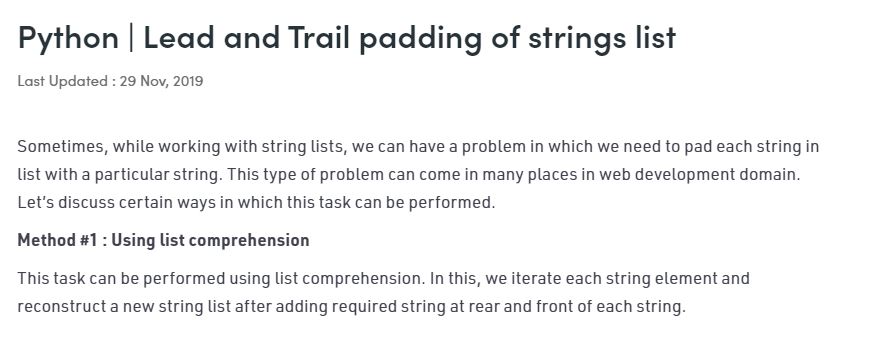 Python | Lead and Trail padding of strings list
Last Updated : 29 Nov, 2019
Sometimes, while working with string lists, we can have a problem in which we need to pad each string in
list with a particular string. This type of problem can come in many places in web development domain.
Let's discuss certain ways in which this task can be performed.
Method #1 : Using list comprehension
This task can be performed using list comprehension. In this, we iterate each string element and
reconstruct a new string list after adding required string at rear and front of each string.